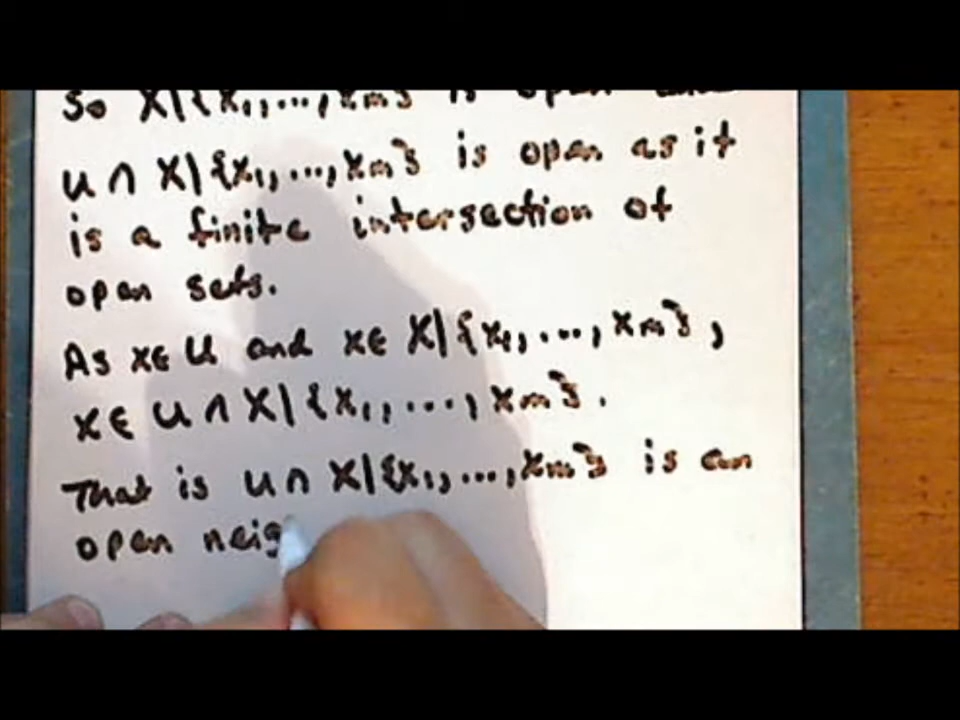 So X|{x1,...,xm} is open and
U ∩ X|{x1,...,xm} is open as it
is a finite intersection of
open sets.
As x∈U and x∈ X|{x1,...,xm},
x∈ U ∩ X|{x1,...,xm}.
That is U ∩ X|{x1,...,xm} is an
open neig